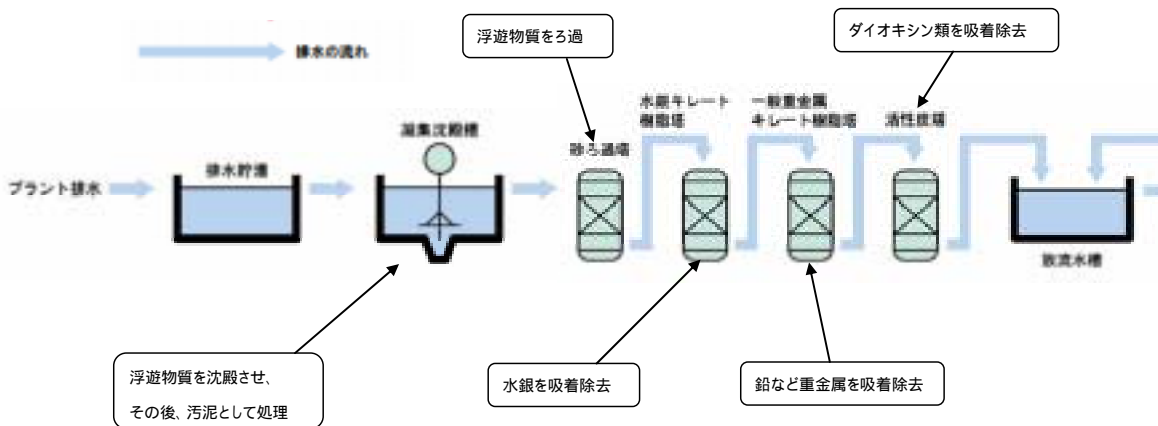 排水の流れ
浮遊物質をろ過
ダイオキシン類を吸着除去
水銀キレート
樹脂塔
一般重金属
キレート樹脂塔
活性炭塔
凝集沈殿槽
砂ろ過塔
プラント排水
排水貯溜
放流水槽
浮遊物質を沈殿させ、
その後、汚泥として処理
水銀を吸着除去
鉛など重金属を吸着除去